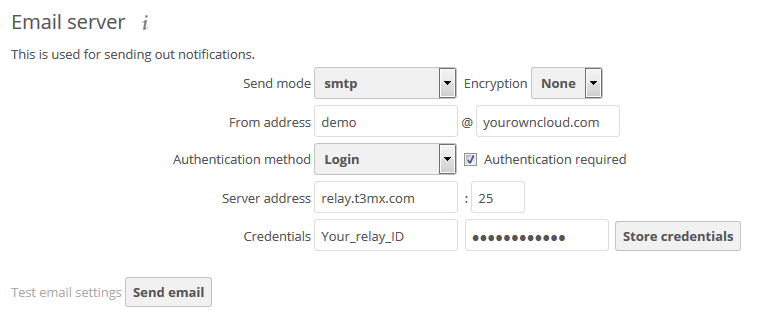 Email server i
This is used for sending out notifications.
Send mode smtp Encryption None
From address demo @ yourowncloud.com
Authentication method Login Authentication required
Server address relay.t3mx.com : 25
Credentials Your_relay_ID ●●●●●●●●●●●● Store credentials
Test email settings Send email